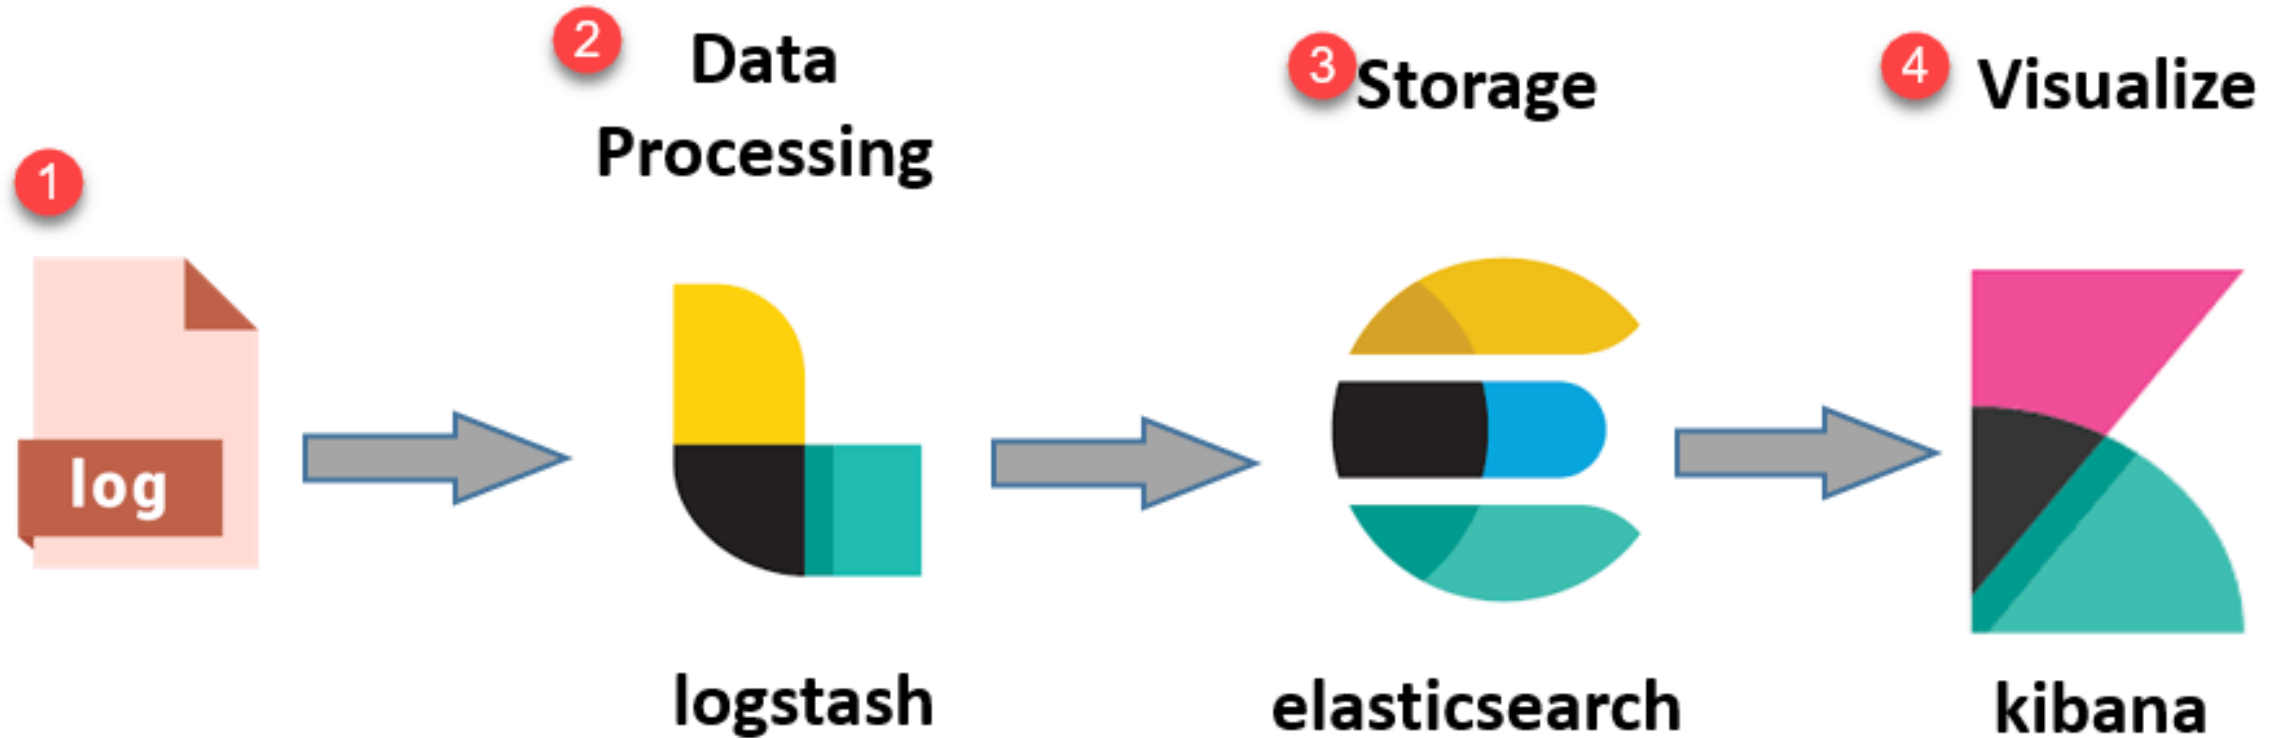 1
log
2
Data
Processing
logstash
3
Storage
elasticsearch
4
Visualize
kibana